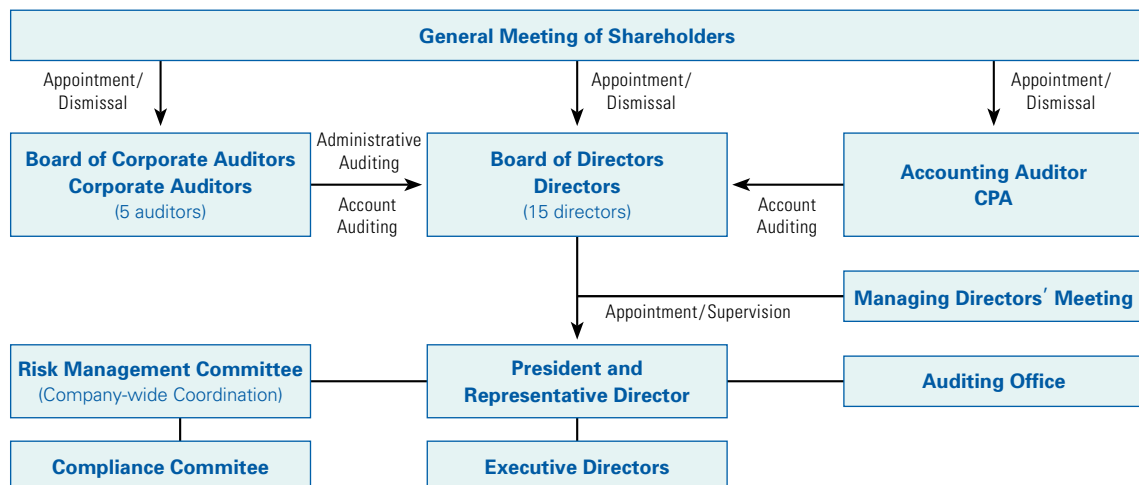 General Meeting of Shareholders
Appointment/
Dismissal
Appointment/
Dismissal
Appointment/
Dismissal
Board of Corporate Auditors
Corporate Auditors
(5 auditors)
Administrative
Auditing
Account
Auditing
Board of Directors
Directors
(15 directors)
Account
Auditing
Accounting Auditor
CPA
Managing Directors' Meeting
Appointment/Supervision
Risk Management Committee
(Company-wide Coordination)
President and
Representative Director
Auditing Office
Compliance Commitee
Executive Directors